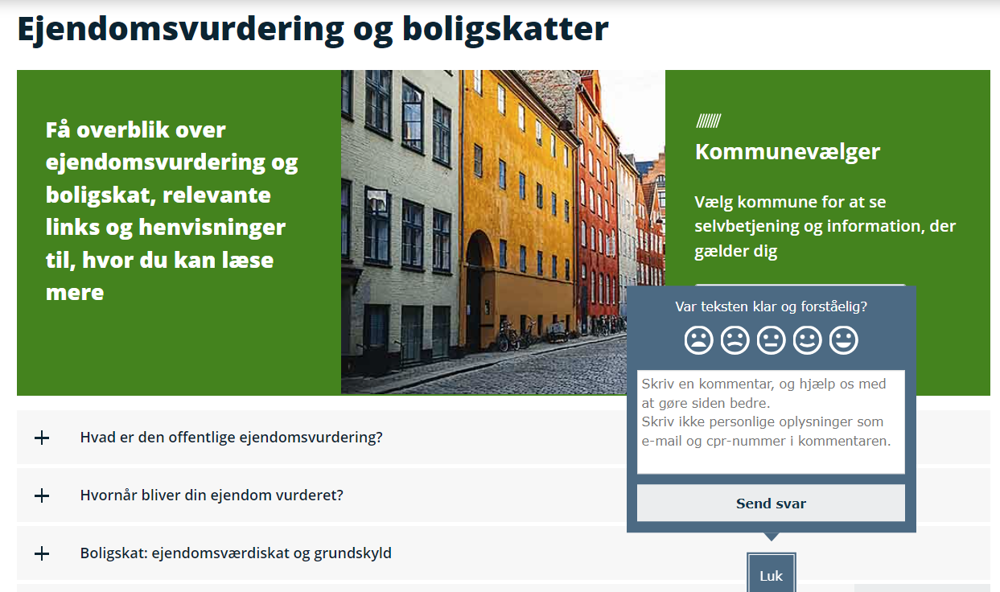 Ejendomsvurdering og boligskatter
Få overblik over
ejendomsvurdering og
boligskat, relevante
links og henvisninger
til, hvor du kan læse
mere
Kommunevælger
Vælg kommune for at se
selvbetjening og information, der
gælder dig
Var teksten klar og forståelig?
Skriv en kommentar, og hjælp os med
at gøre siden bedre.
Skriv ikke personlige oplysninger som
e-mail og cpr-nummer i kommentaren.
Send svar
Luk
Hvad er den offentlige ejendomsvurdering?
Hvornår bliver din ejendom vurderet?
Boligskat: ejendomsværdiskat og grundskyld